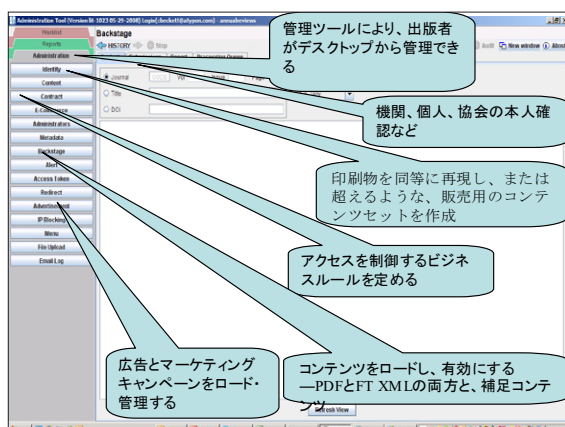 Administration Tool (Version
annualreviews
Worklist
Reports
Administration
Identity
Content
Contract
E-Commerce
Administrators
Metadata
Backstage
Alert
Access Token
Redirect
Advertisement
IP Blocking
Menu
File Upload
Email Log
Backstage
HISTORY
Stop
Audit
New window
About
Journal
Title
DOI
管理ツールにより、出版者
がデスクトップから管理でき
る
機関、個人、協会の本人確
認など
印刷物を同等に再現し、または
超えるような、販売用のコンテ
ンツセットを作成
アクセスを制御するビジネ
スルールを定める
広告とマーケティング
キャンペーンをロード・
管理する
コンテンツをロードし、有効にする
―PDFとFT XMLの両方と、補足コンテ
ンツ
Refresh View